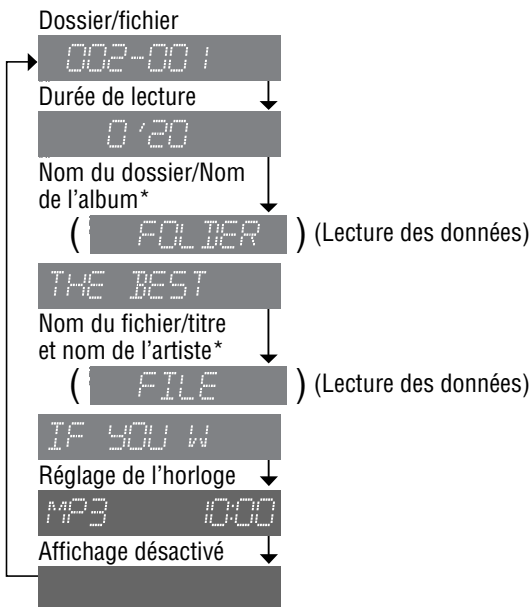 Dossier/fichier
002-001
Durée de lecture
0'20
Nom du dossier/Nom
de l'album*
( FOLDER ) (Lecture des données)
THE BEST
Nom du fichier/titre
et nom de l'artiste*
( FILE ) (Lecture des données)
IF YOU W
Réglage de l'horloge
MP3 10:00
Affichage désactivé